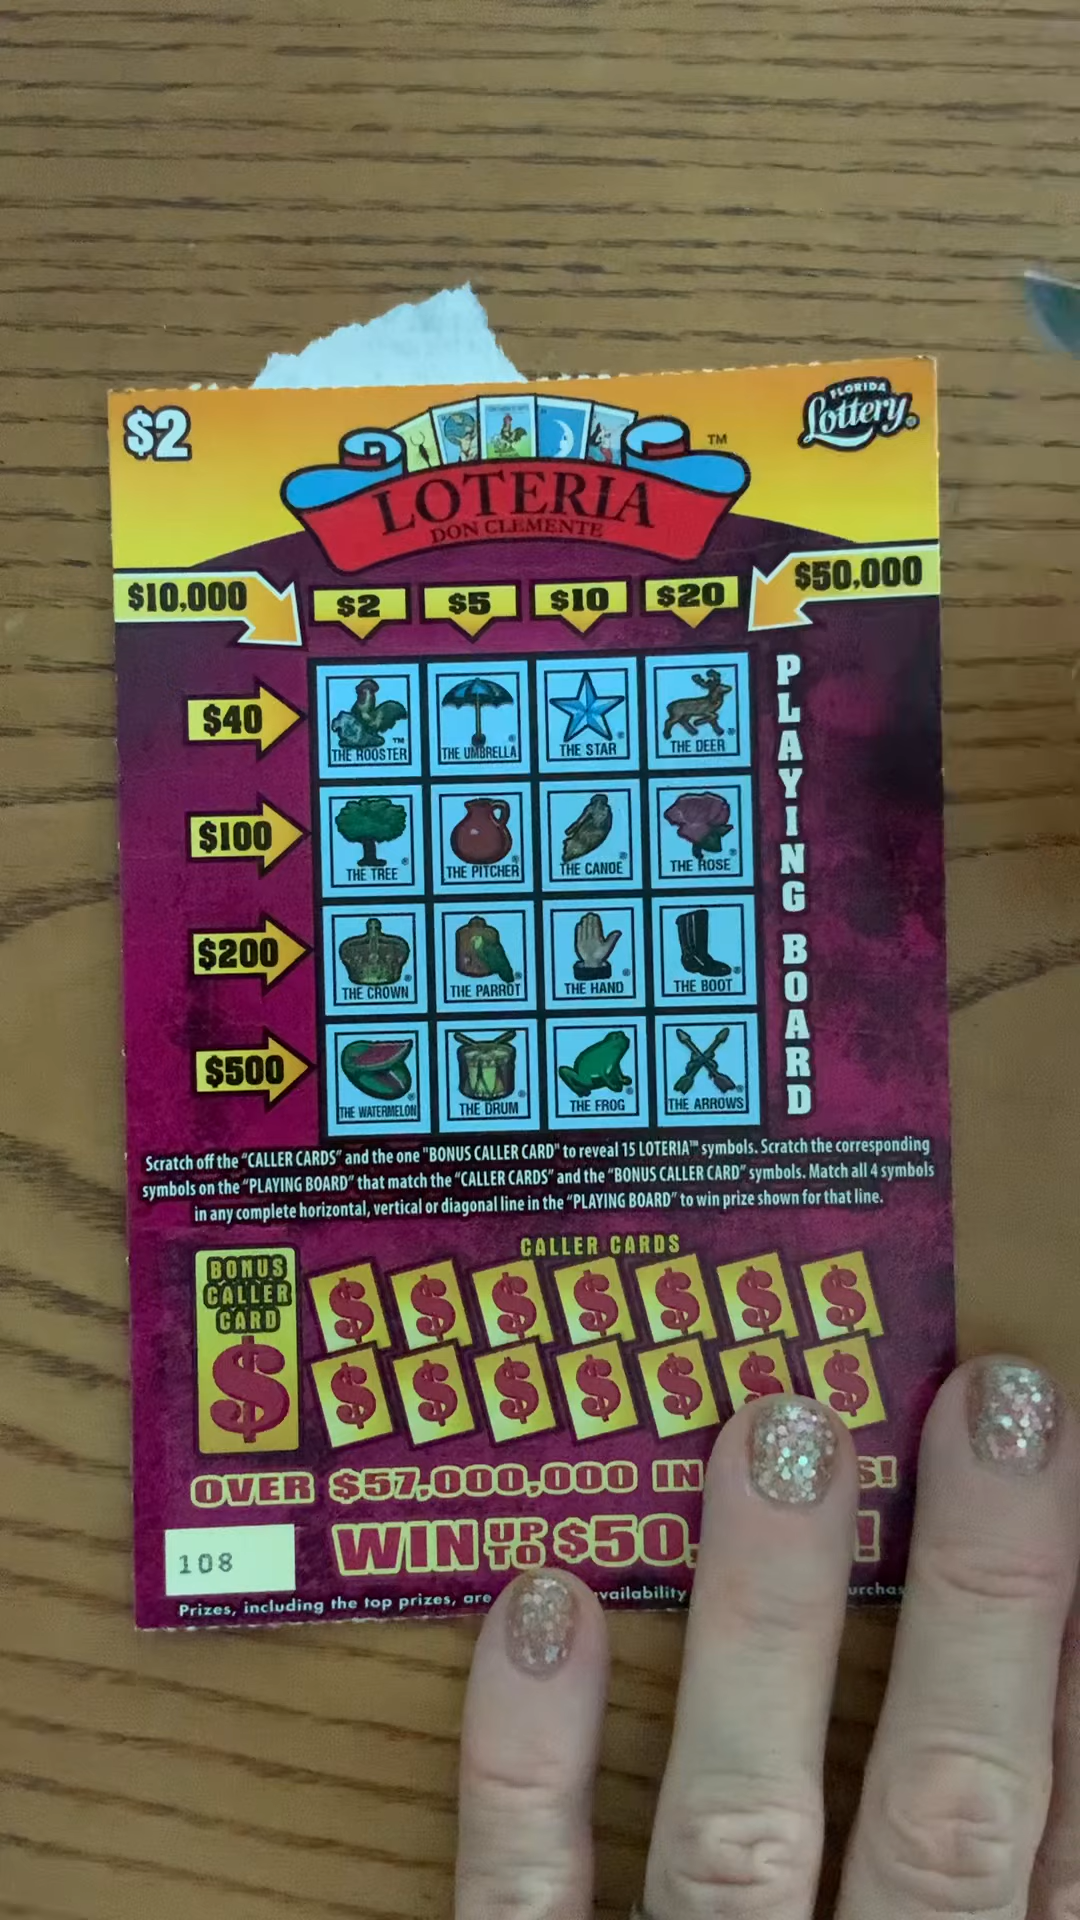 $2
FLORIDA
Lottery®
LOTERIA™
DON CLEMENTE
$10,000
$2 $5 $10 $20
$50,000
PLAYING BOARD
$40
THE ROOSTER™ THE UMBRELLA® THE STAR® THE DEER®
$100
THE TREE® THE PITCHER® THE CANOE® THE ROSE®
$200
THE CROWN® THE PARROT® THE HAND® THE BOOT®
$500
THE WATERMELON® THE DRUM® THE FROG® THE ARROWS®
Scratch off the "CALLER CARDS" and the one "BONUS CALLER CARD" to reveal 15 LOTERIA™ symbols. Scratch the corresponding
symbols on the "PLAYING BOARD" that match the "CALLER CARDS" and the "BONUS CALLER CARD" symbols. Match all 4 symbols
in any complete horizontal, vertical or diagonal line in the "PLAYING BOARD" to win prize shown for that line.
CALLER CARDS
BONUS
CALLER
CARD
$
$ $ $ $ $ $ $
$ $ $ $ $ $ $
OVER $57,000,000 IN S!
WIN UP TO $50, !
108
Prizes, including the top prizes, are